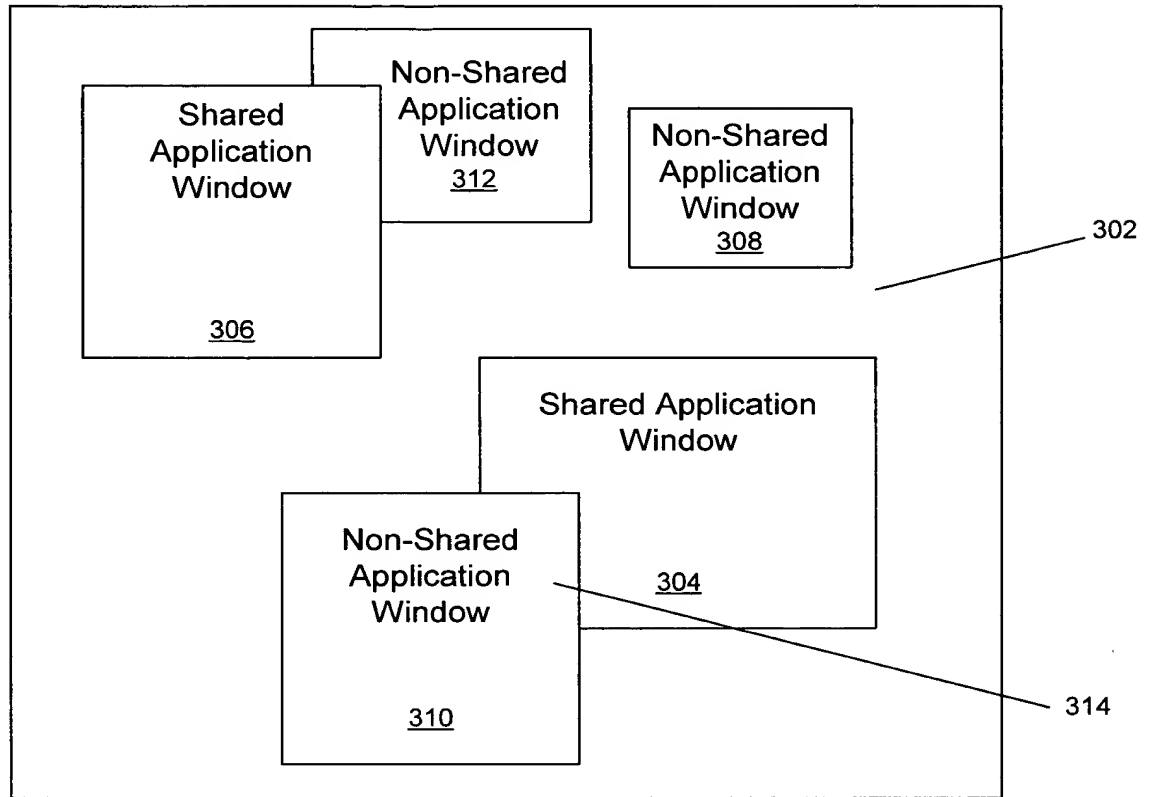 Non-Shared
Application
Window
312
Shared
Application
Window
306
Non-Shared
Application
Window
308
302
Shared Application
Window
304
Non-Shared
Application
Window
310
314